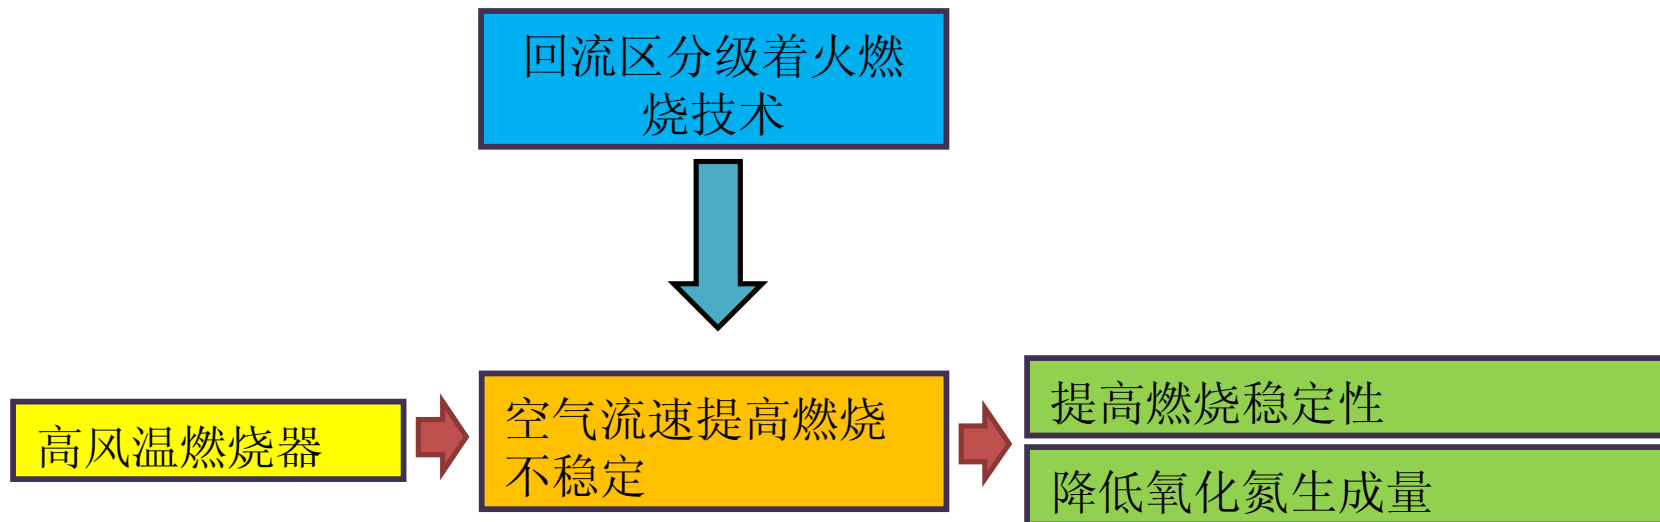 回流区分级着火燃
烧技术
高风温燃烧器
空气流速提高燃烧
不稳定
提高燃烧稳定性
降低氧化氮生成量